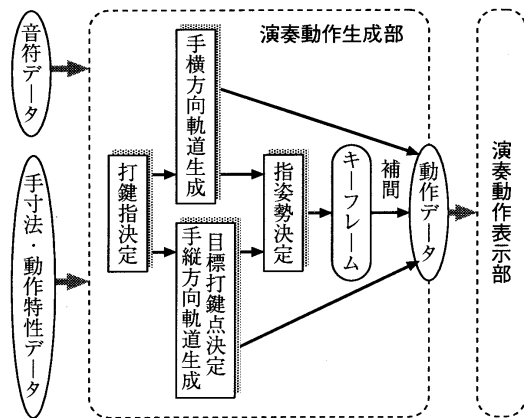 音符データ
手寸法・動作特性データ
演奏動作生成部
打鍵指決定
手横方向軌道生成
目標打鍵点決定
手縦方向軌道生成
指姿勢決定
キーフレーム
補間
動作データ
演奏動作表示部